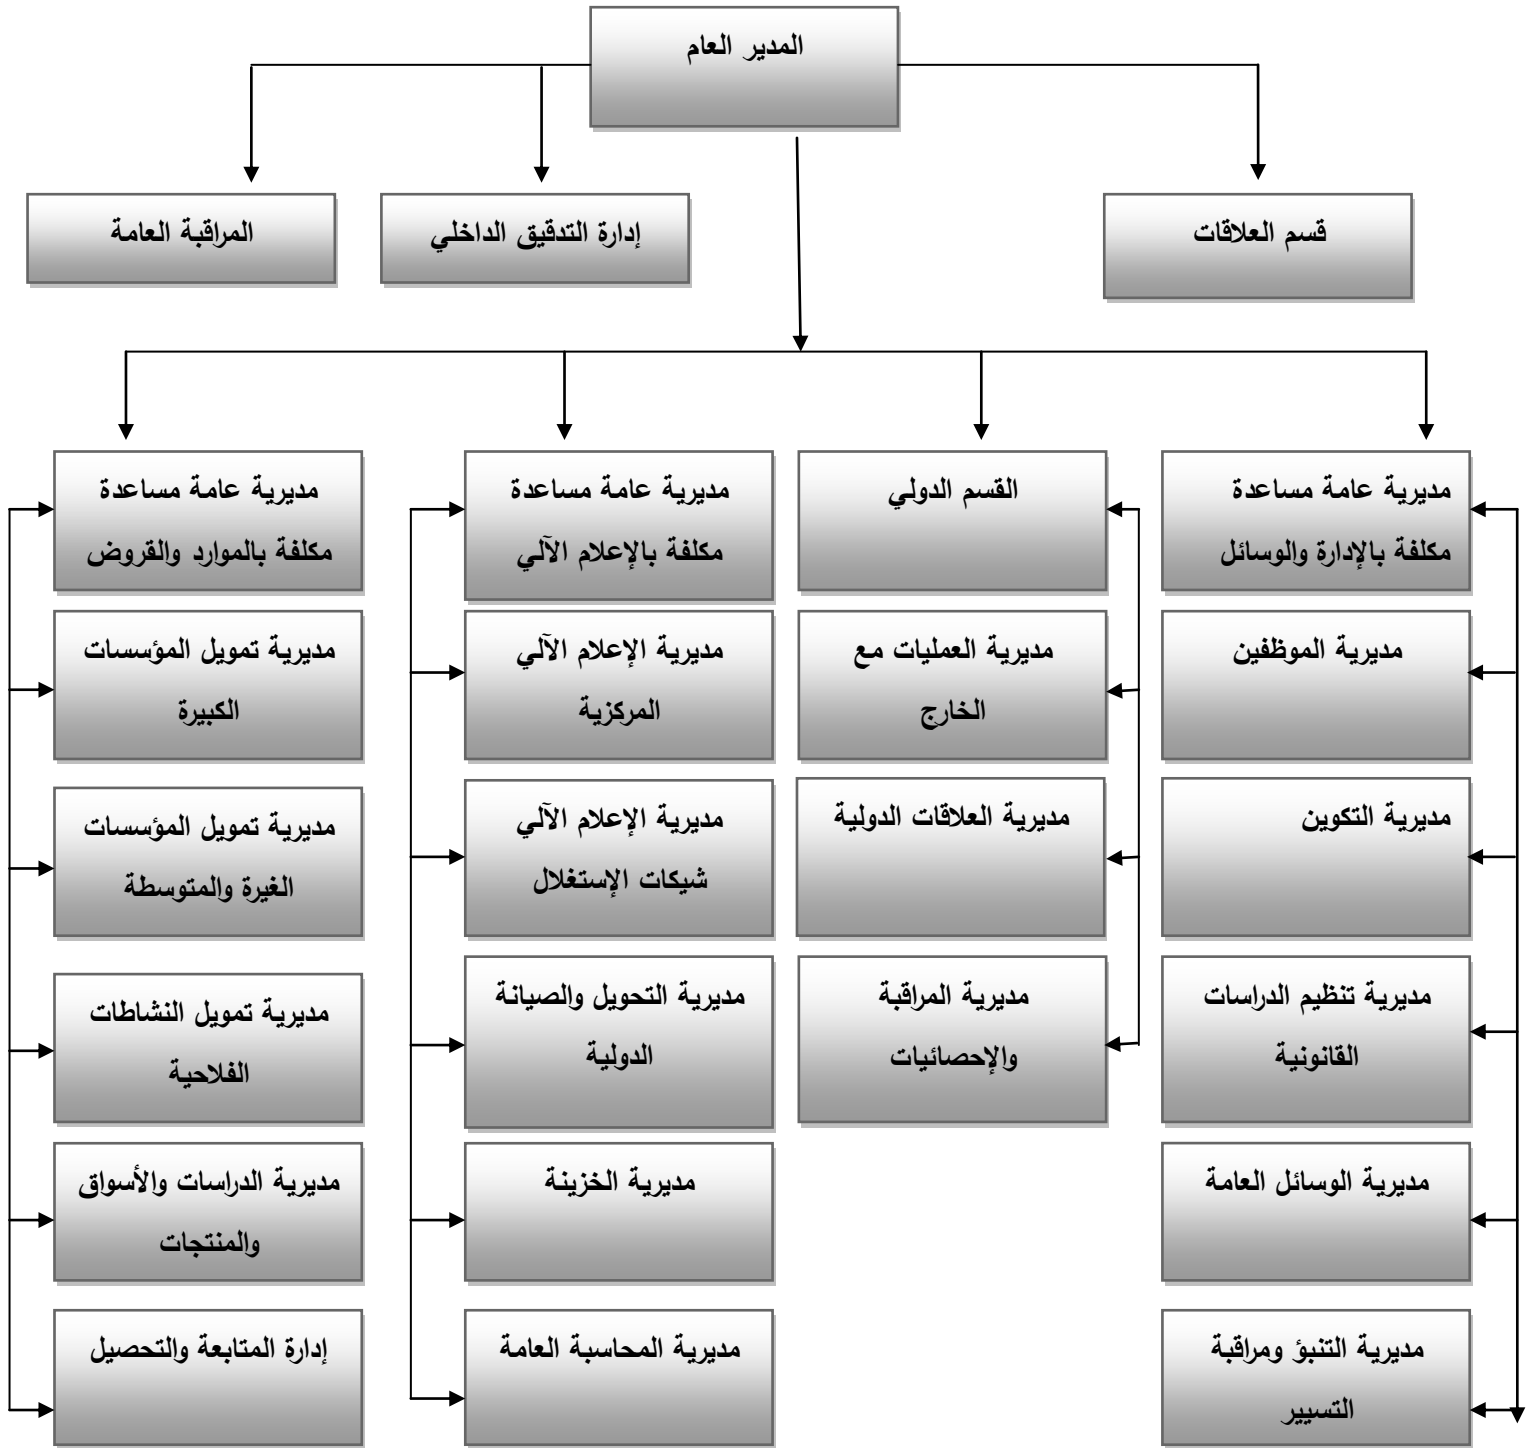 المدير العام
قسم العلاقات
إدارة التدقيق الداخلي
المراقبة العامة
مديرية عامة مساعدة
مكلفة بالإدارة والوسائل
مديرية الموظفين
مديرية التكوين
مديرية تنظيم الدراسات
القانونية
مديرية الوسائل العامة
مديرية التنبؤ ومراقبة
التسيير
القسم الدولي
مديرية العمليات مع
الخارج
مديرية العلاقات الدولية
مديرية المراقبة
والإحصائيات
مديرية عامة مساعدة
مكلفة بالإعلام الآلي
مديرية الإعلام الآلي
المركزية
مديرية الإعلام الآلي
شيكات الإستغلال
مديرية التحويل والصيانة
الدولية
مديرية الخزينة
مديرية المحاسبة العامة
مديرية عامة مساعدة
مكلفة بالموارد والقروض
مديرية تمويل المؤسسات
الكبيرة
مديرية تمويل المؤسسات
الغيرة والمتوسطة
مديرية تمويل النشاطات
الفلاحية
مديرية الدراسات والأسواق
والمنتجات
إدارة المتابعة والتحصيل